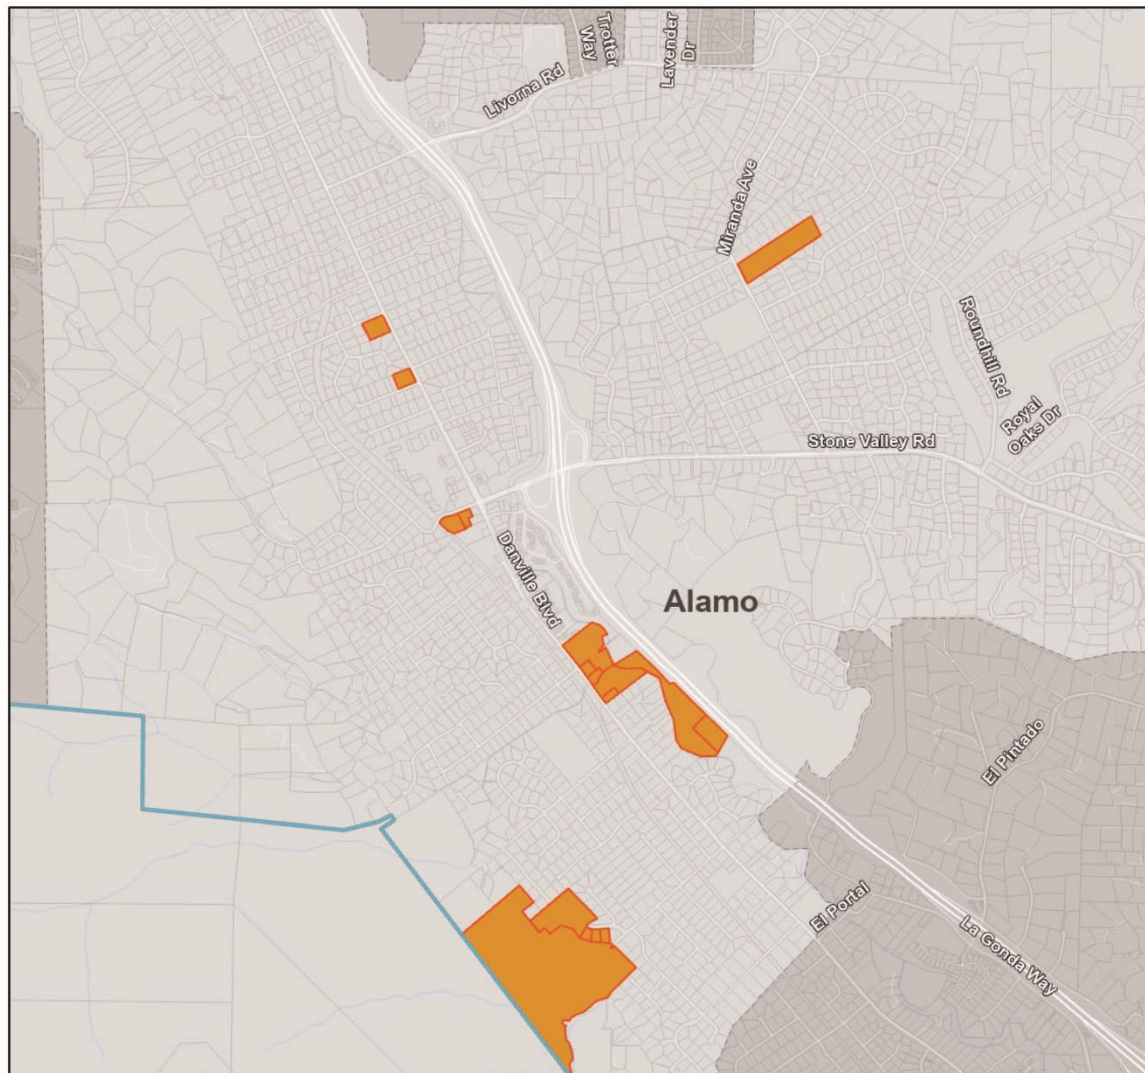 Trotter
Way
Lavender
Dr
Livorna Rd
Miranda Ave
Roundhill Rd
Royal
Oaks Dr
Stone Valley Rd
Danville Blvd
Alamo
El Pintado
El Portal
La Gonda Way